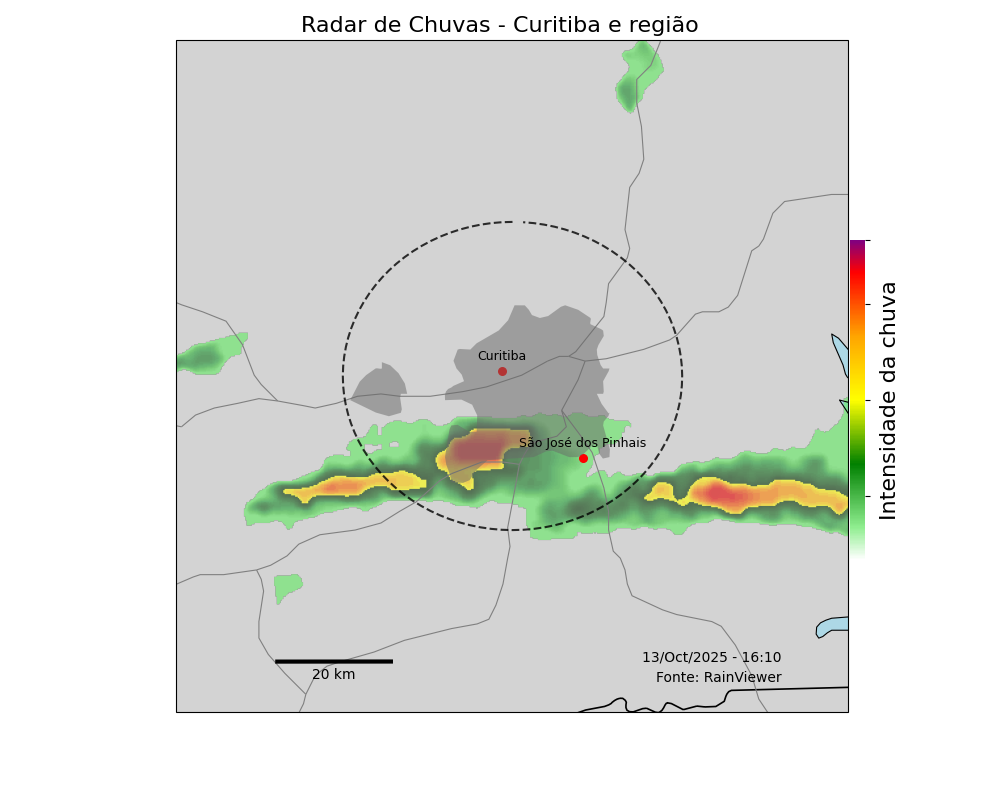 Radar de Chuvas - Curitiba e região
Curitiba
São José dos Pinhais
Intensidade da chuva
20 km
13/Oct/2025 - 16:10
Fonte: RainViewer